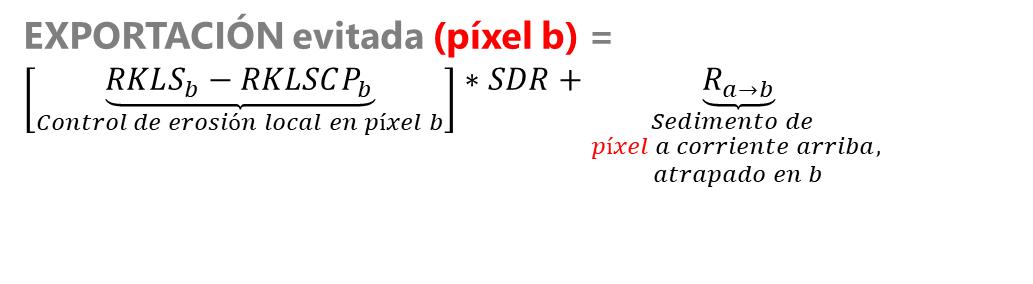 EXPORTACIÓN evitada (píxel b) =
[RKLS_b − RKLSCP_b] * SDR + R_{a→b}
Control de erosión local en píxel b
Sedimento de
píxel a corriente arriba,
atrapado en b